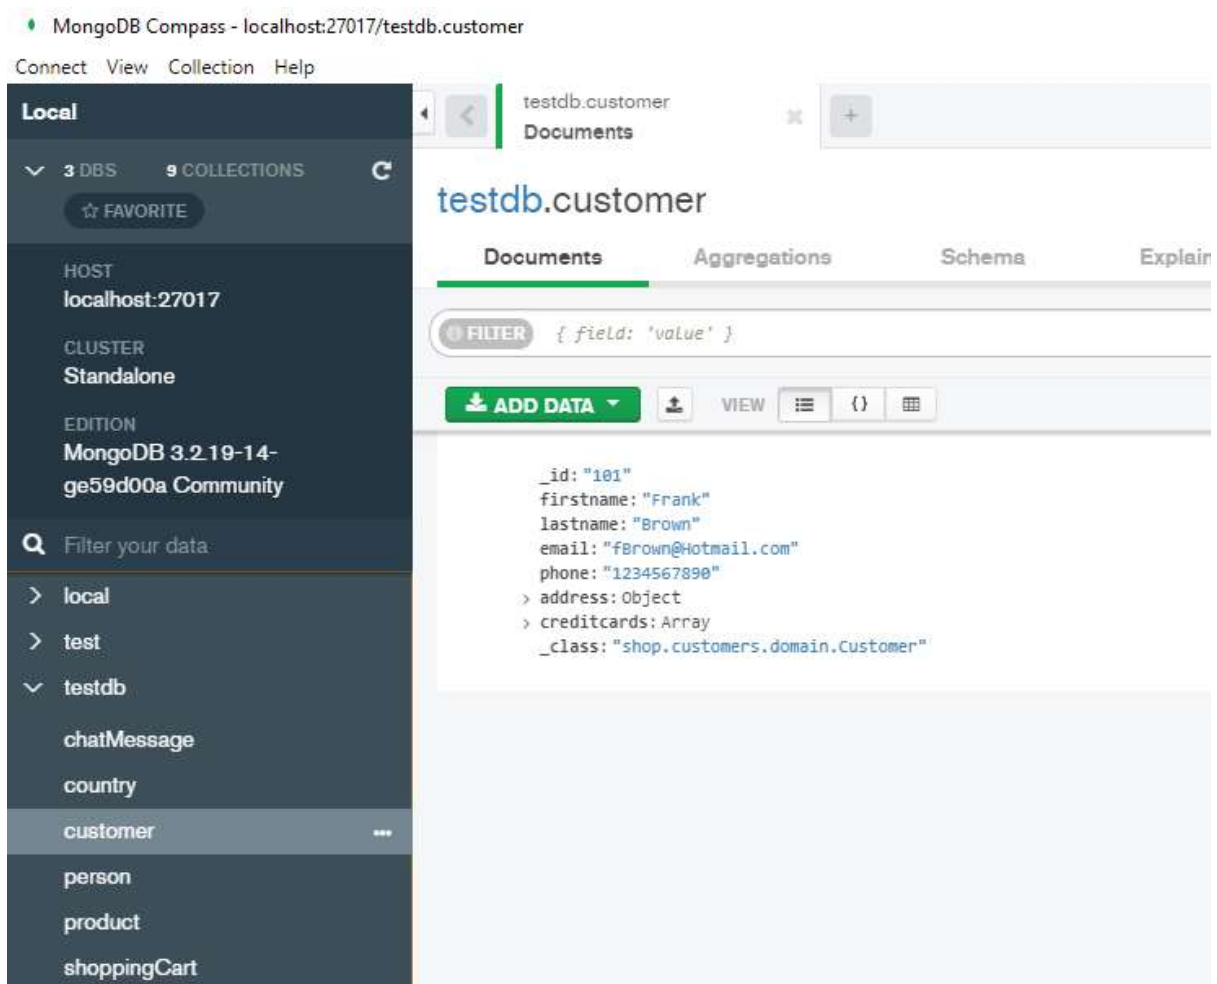 MongoDB Compass - localhost:27017/testdb.customer
Connect View Collection Help
Local
3 DBS 9 COLLECTIONS
FAVORITE
HOST
localhost:27017
CLUSTER
Standalone
EDITION
MongoDB 3.2.19-14-
ge59d00a Community
Filter your data
local
test
testdb
chatMessage
country
customer
person
product
shoppingCart
testdb.customer
Documents
testdb.customer
Documents Aggregations Schema Explain
FILTER { field: 'value' }
ADD DATA VIEW {}
_id: "101"
firstname: "Frank"
lastname: "Brown"
email: "fBrown@Hotmail.com"
phone: "1234567890"
address: Object
creditcards: Array
_class: "shop.customers.domain.Customer"